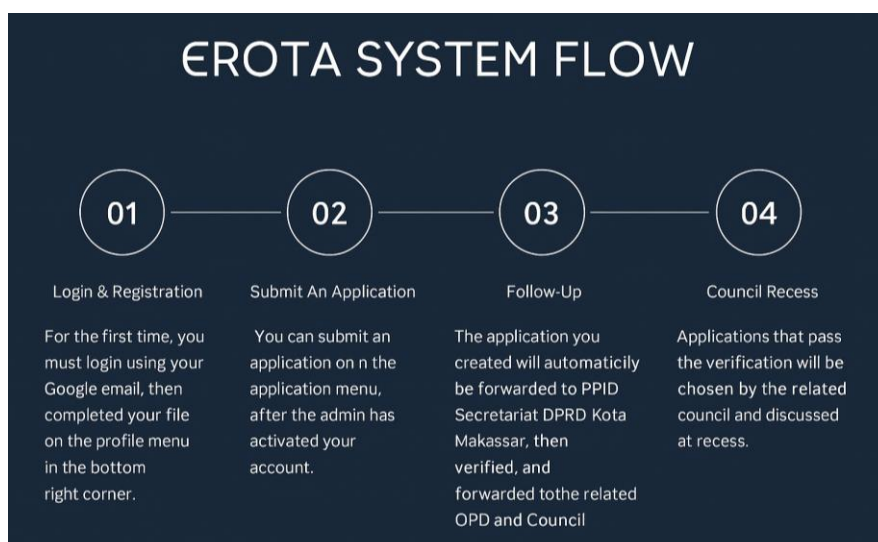 EROTA SYSTEM FLOW
01
02
03
04
Login & Registration
For the first time, you
must login using your
Google email, then
completed your file
on the profile menu
in the bottom
right corner.
Submit An Application
You can submit an
application on n the
application menu,
after the admin has
activated your
account.
Follow-Up
The application you
created will automaticily
be forwarded to PPID
Secretariat DPRD Kota
Makassar, then
verified, and
forwarded tothe related
OPD and Council
Council Recess
Applications that pass
the verification will be
chosen by the related
council and discussed
at recess.